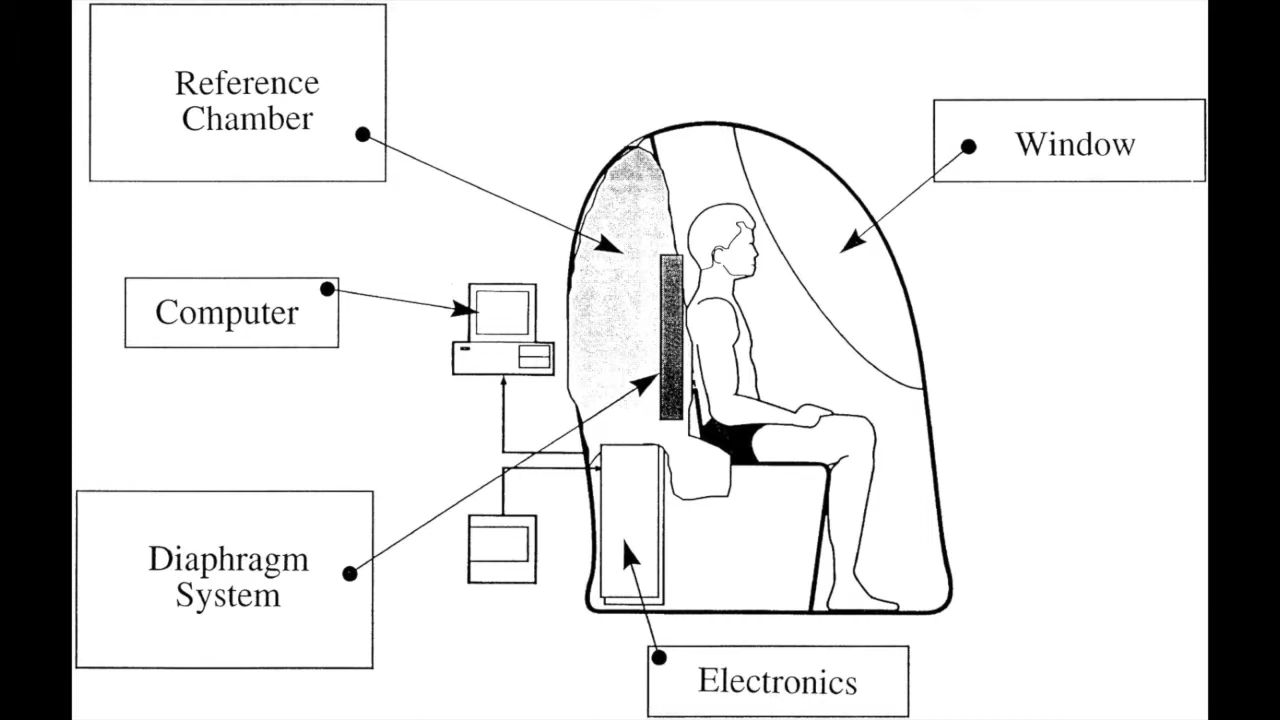 Reference
Chamber
Window
Computer
Diaphragm
System
Electronics